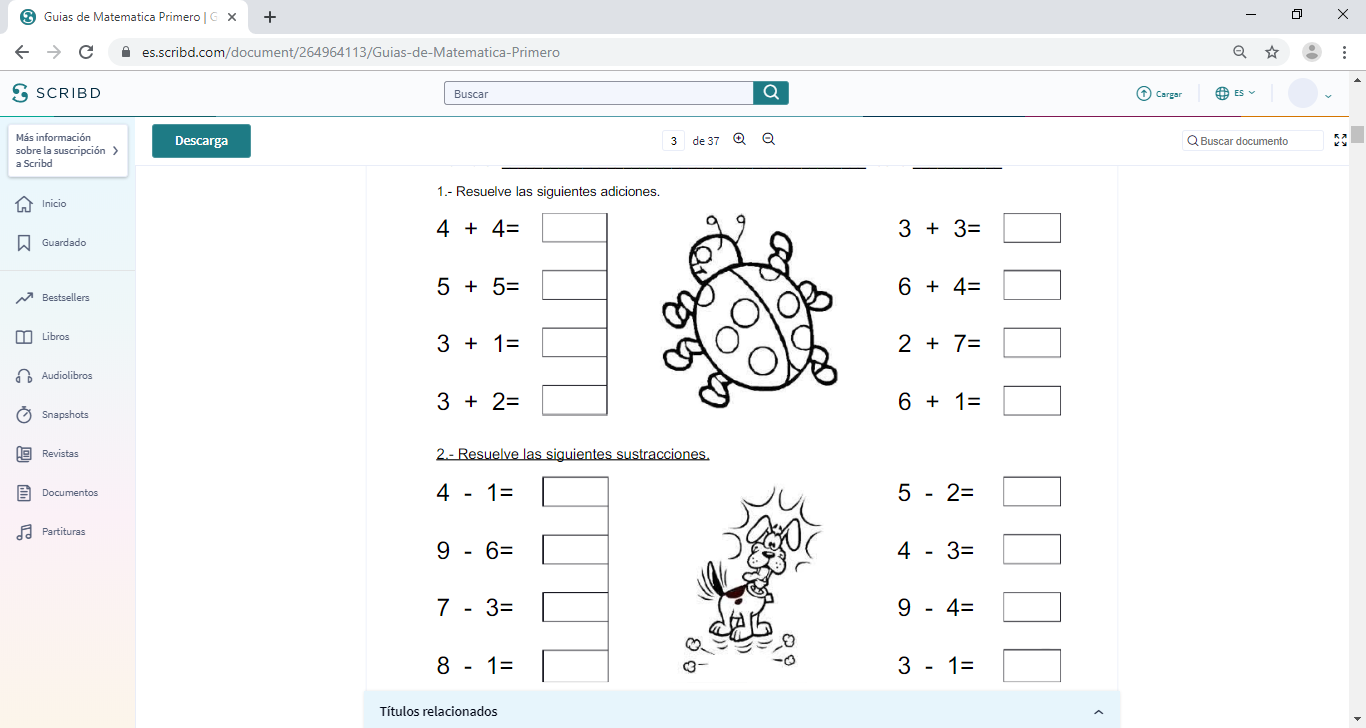 Guias de Matematica Primero | G
es.scribd.com/document/264964113/Guias-de-Matematica-Primero
SCRIBD
Buscar
Cargar
ES
Más información
sobre la suscripción
a Scribd
Descarga
3 de 37
Buscar documento
Inicio
Guardado
Bestsellers
Libros
Audiolibros
Snapshots
Revistas
Documentos
Partituras
1.- Resuelve las siguientes adiciones.
4 + 4=
3 + 3=
5 + 5=
6 + 4=
3 + 1=
2 + 7=
3 + 2=
6 + 1=
2.- Resuelve las siguientes sustracciones.
4 - 1=
5 - 2=
9 - 6=
4 - 3=
7 - 3=
9 - 4=
8 - 1=
3 - 1=
Títulos relacionados